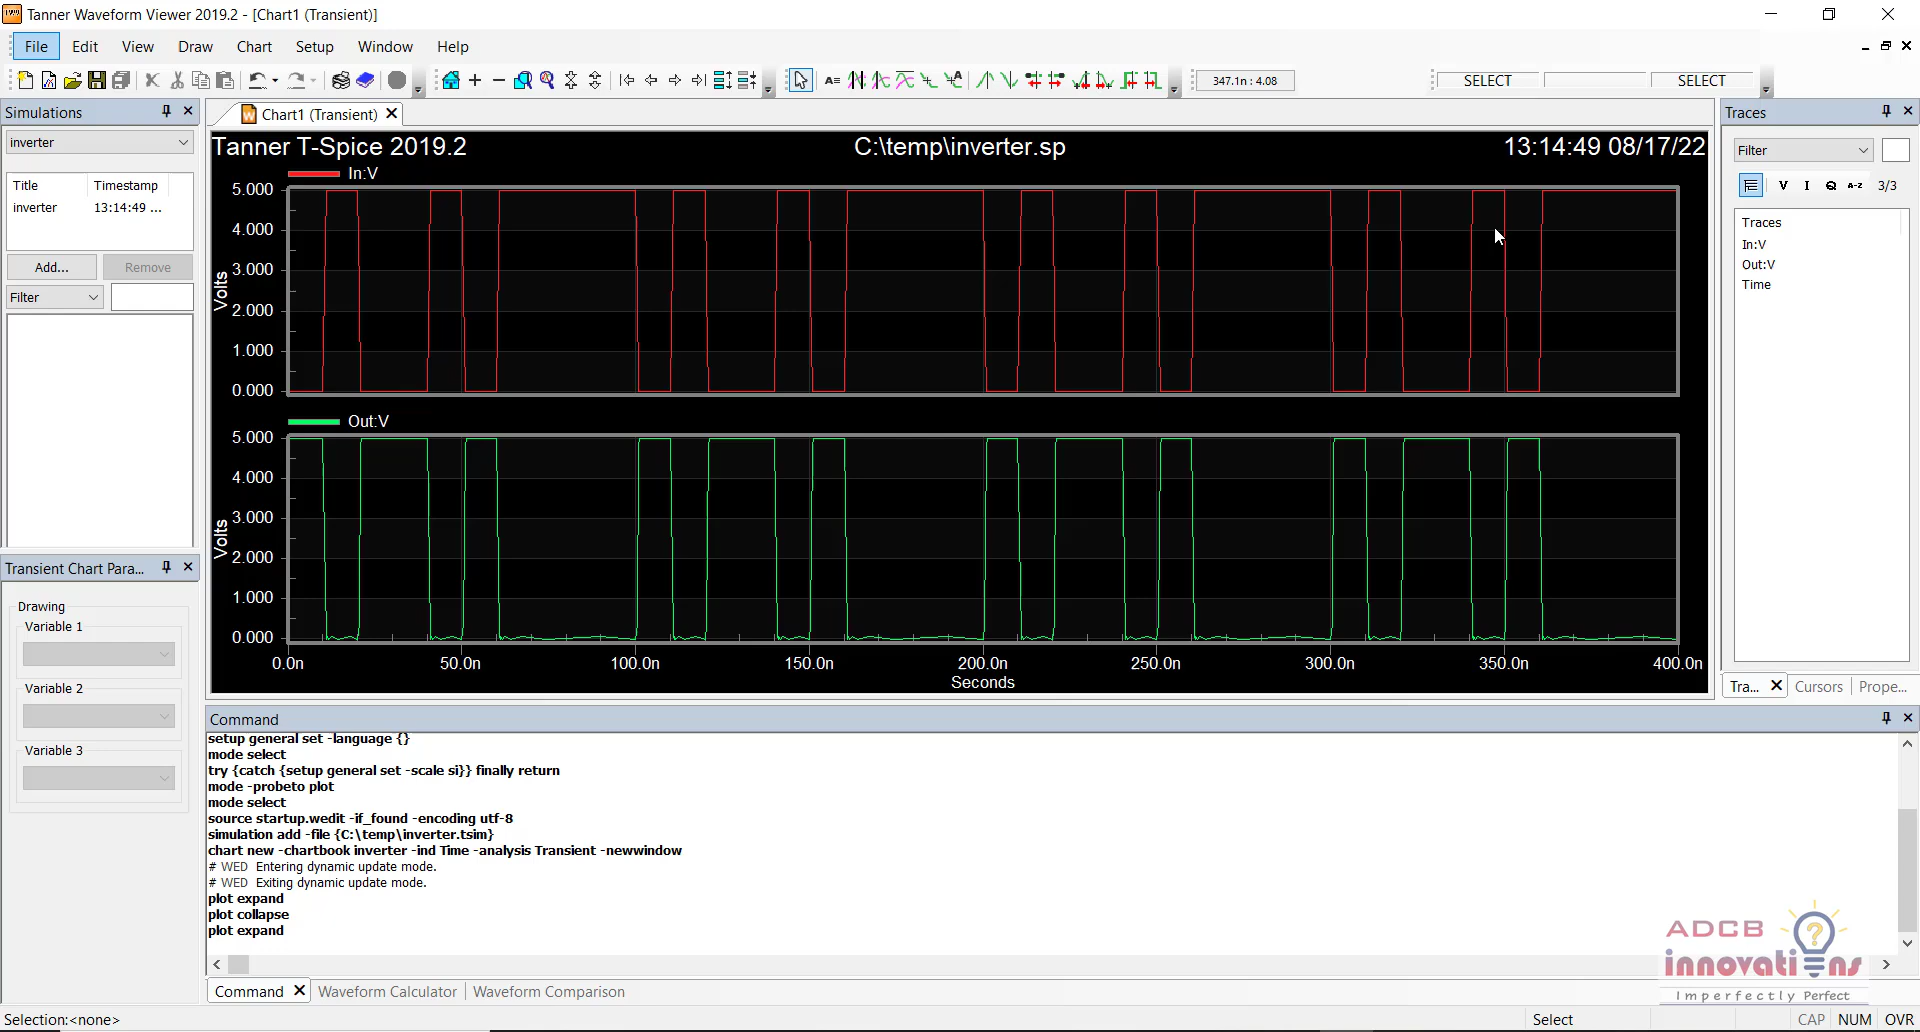 Tanner Waveform Viewer 2019.2 - [Chart1 (Transient)]
File Edit View Draw Chart Setup Window Help
347.1n : 4.08
SELECT SELECT
Simulations
inverter
Title Timestamp
inverter 13:14:49 ...
Add... Remove
Filter
Transient Chart Para...
Drawing
Variable 1
Variable 2
Variable 3
Chart1 (Transient)
Tanner T-Spice 2019.2 C:\temp\inverter.sp 13:14:49 08/17/22
In:V
5.000
4.000
3.000
2.000
1.000
0.000
Volts
Out:V
5.000
4.000
3.000
2.000
1.000
0.000
Volts
0.0n 50.0n 100.0n 150.0n 200.0n 250.0n 300.0n 350.0n 400.0n
Seconds
Traces
Filter
V I Q A-Z 3/3
Traces
In:V
Out:V
Time
Tra... Cursors Prope...
Command
setup general set -language {}
mode select
try {catch {setup general set -scale si}} finally return
mode -probeto plot
mode select
source startup.wedit -if_found -encoding utf-8
simulation add -file {C:\temp\inverter.tsim}
chart new -chartbook inverter -ind Time -analysis Transient -newwindow
# WED Entering dynamic update mode.
# WED Exiting dynamic update mode.
plot expand
plot collapse
plot expand
Command Waveform Calculator Waveform Comparison
ADCB
innovations
Imperfectly Perfect
Selection:<none> Select CAP NUM OVR